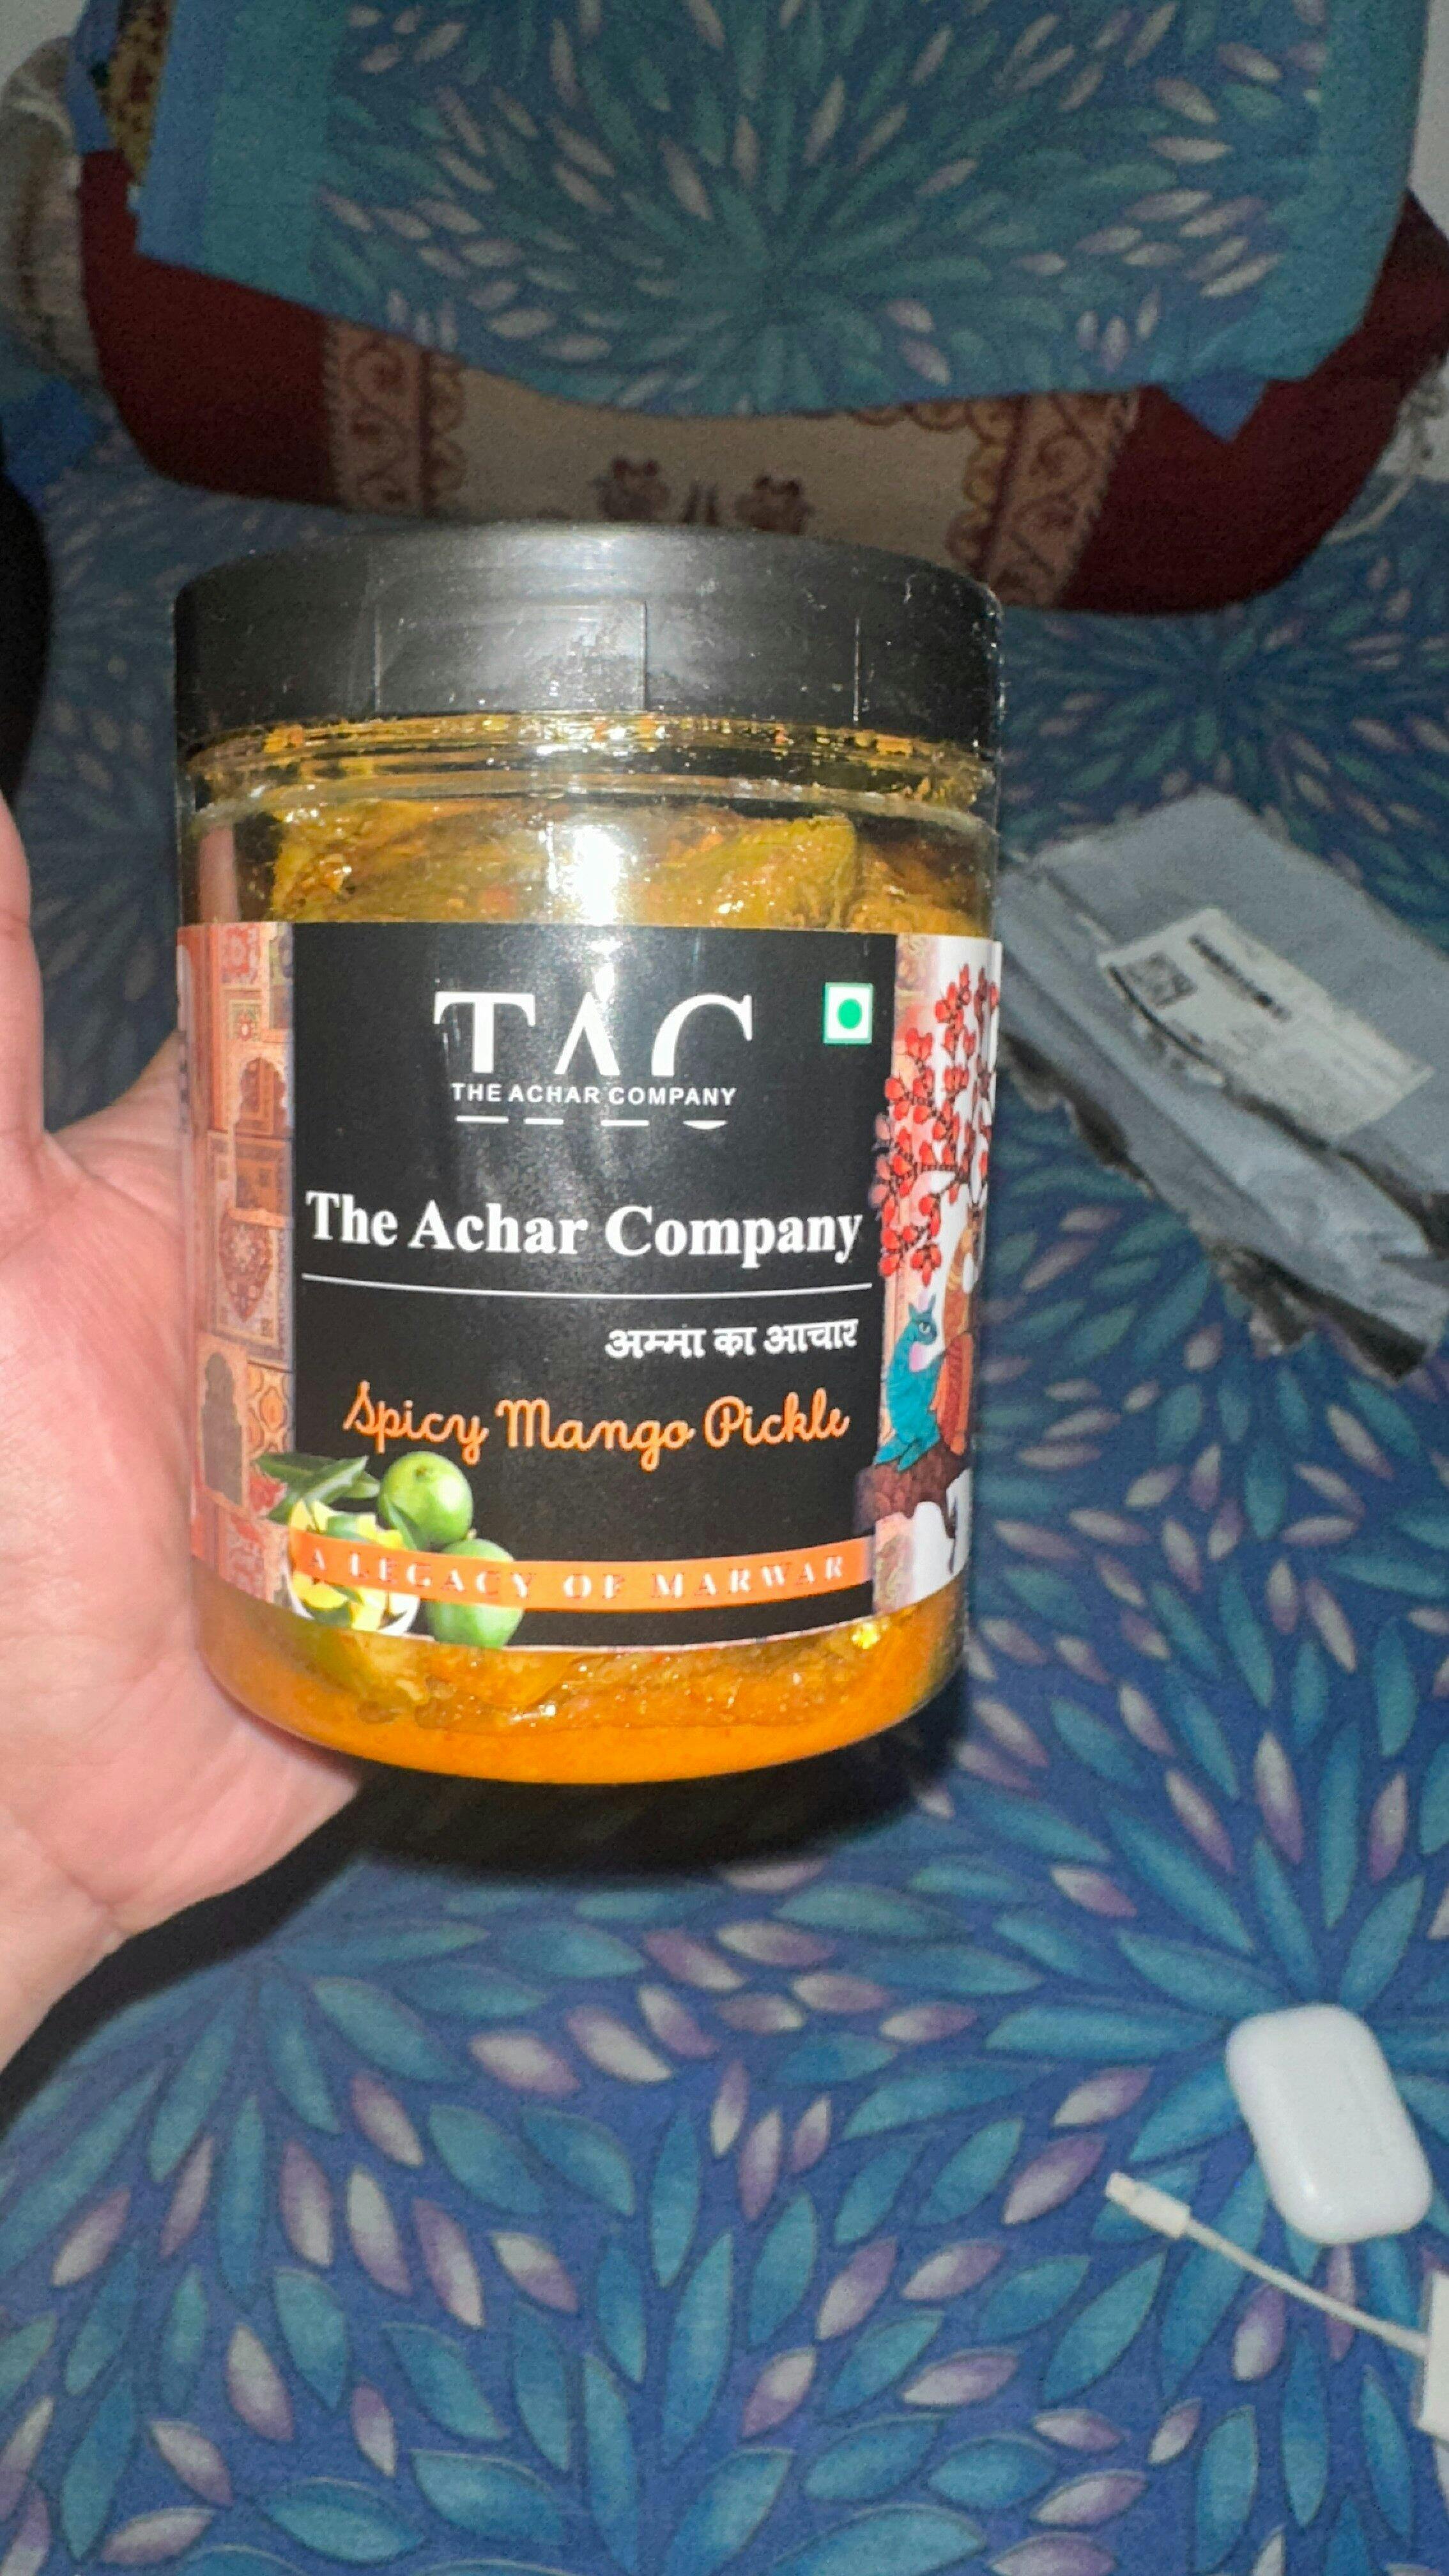 TAC
THE ACHAR COMPANY
The Achar Company
अम्मा का आचार
Spicy Mango Pickle
A LEGACY OF MARWAR